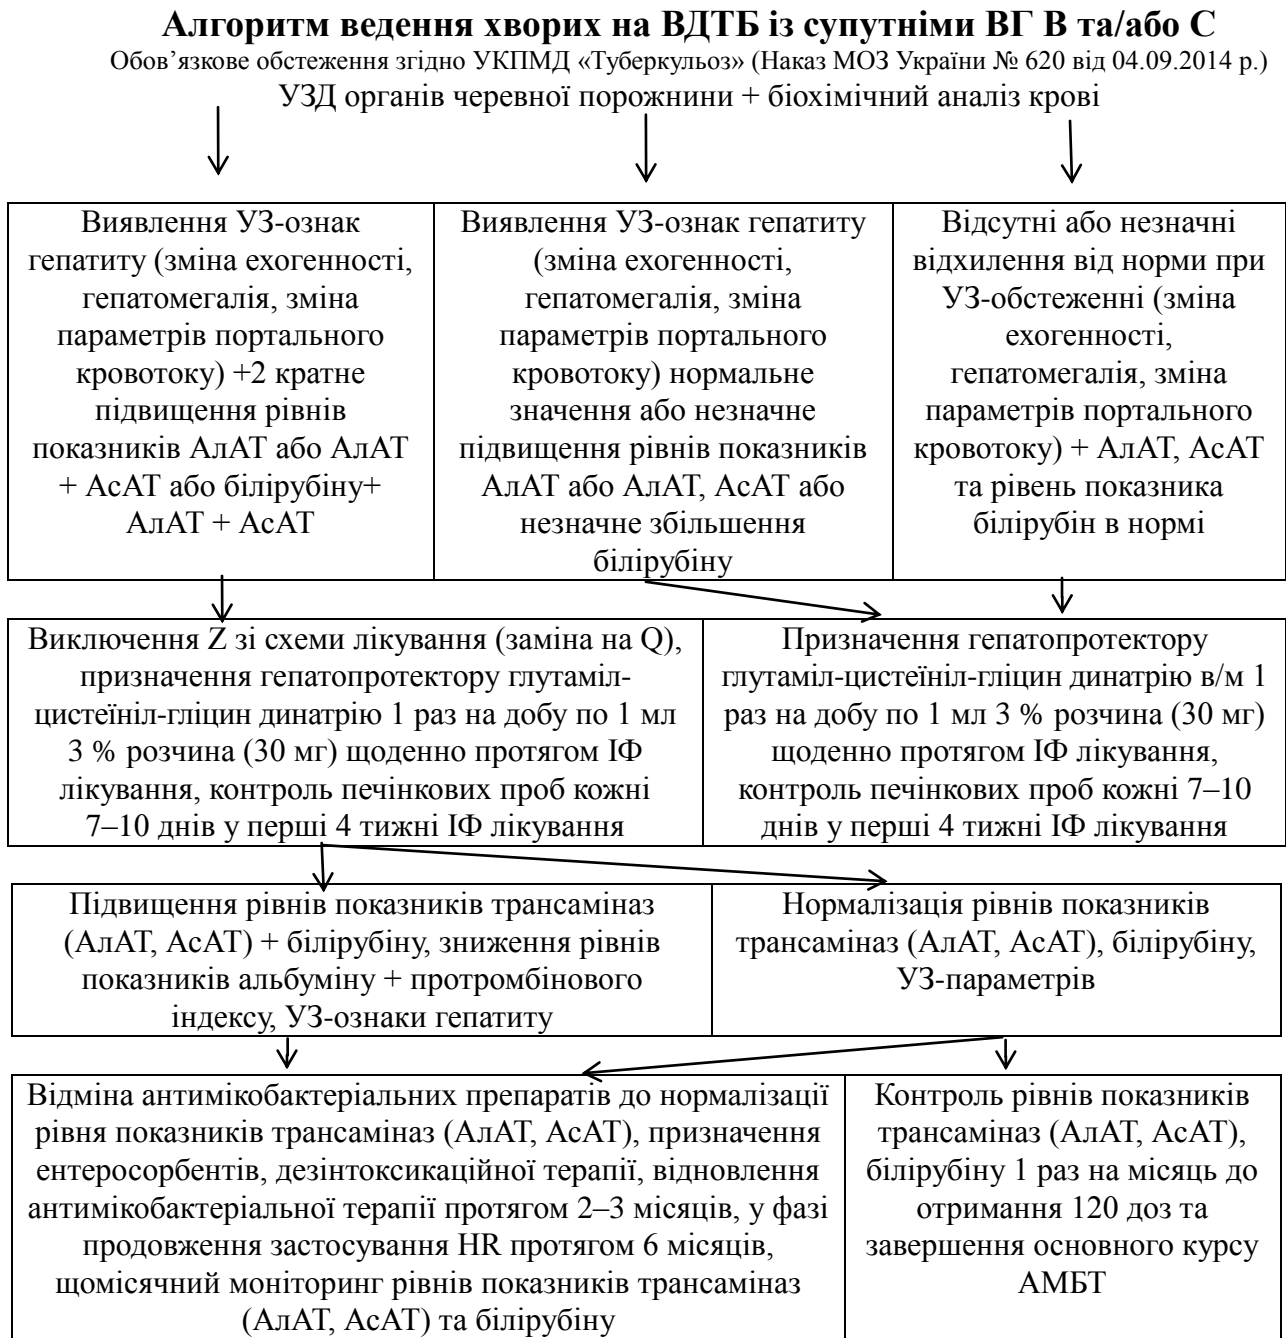 Алгоритм ведення хворих на ВДТБ із супутніми ВГ В та/або С
Обов’язкове обстеження згідно УКПМД «Туберкульоз» (Наказ МОЗ України № 620 від 04.09.2014 р.)
УЗД органів черевної порожнини + біохімічний аналіз крові
Виявлення УЗ-ознак
гепатиту (зміна ехогенності,
гепатомегалія, зміна
параметрів портального
кровотоку) +2 кратне
підвищення рівнів
показників АлАТ або АлАТ
+ АсАТ або білірубіну+
АлАТ + АсАТ
Виявлення УЗ-ознак гепатиту
(зміна ехогенності,
гепатомегалія, зміна
параметрів портального
кровотоку) нормальне
значення або незначне
підвищення рівнів показників
АлАТ або АлАТ, АсАТ або
незначне збільшення
білірубіну
Відсутні або незначні
відхилення від норми при
УЗ-обстеженні (зміна
ехогенності,
гепатомегалія, зміна
параметрів портального
кровотоку) + АлАТ, АсАТ
та рівень показника
білірубін в нормі
Виключення Z зі схеми лікування (заміна на Q),
призначення гепатопротектору глутаміл-
цистеїніл-гліцин динатрію 1 раз на добу по 1 мл
3 % розчина (30 мг) щоденно протягом ІФ
лікування, контроль печінкових проб кожні
7–10 днів у перші 4 тижні ІФ лікування
Призначення гепатопротектору
глутаміл-цистеїніл-гліцин динатрію в/м 1
раз на добу по 1 мл 3 % розчина (30 мг)
щоденно протягом ІФ лікування,
контроль печінкових проб кожні 7–10
днів у перші 4 тижні ІФ лікування
Підвищення рівнів показників трансаміназ
(АлАТ, АсАТ) + білірубіну, зниження рівнів
показників альбуміну + протромбінового
індексу, УЗ-ознаки гепатиту
Нормалізація рівнів показників
трансаміназ (АлАТ, АсАТ), білірубіну,
УЗ-параметрів
Відміна антимікобактеріальних препаратів до нормалізації
рівня показників трансаміназ (АлАТ, АсАТ), призначення
ентеросорбентів, дезінтоксикаційної терапії, відновлення
антимікобактеріальної терапії протягом 2–3 місяців, у фазі
продовження застосування HR протягом 6 місяців,
щомісячний моніторинг рівнів показників трансаміназ
(АлАТ, АсАТ) та білірубіну
Контроль рівнів показників
трансаміназ (АлАТ, АсАТ),
білірубіну 1 раз на місяць до
отримання 120 доз та
завершення основного курсу
АМБТ